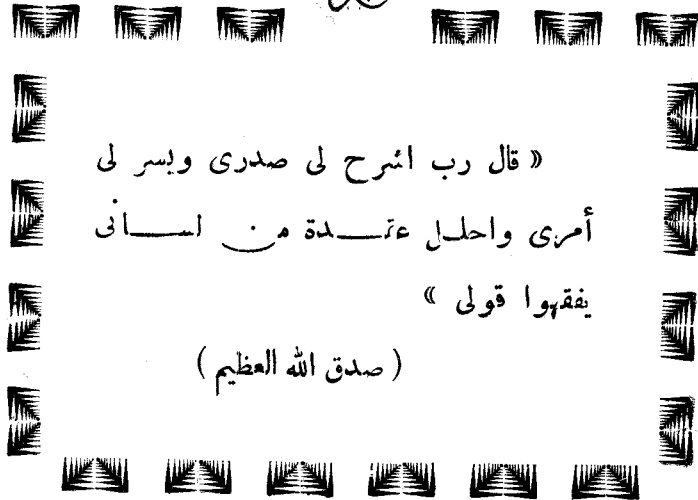 « قال رب اشرح لى صدرى ويسر لى
أمرى واحلل عقدة من لسانى
يفقهوا قولى »
( صدق الله العظيم )